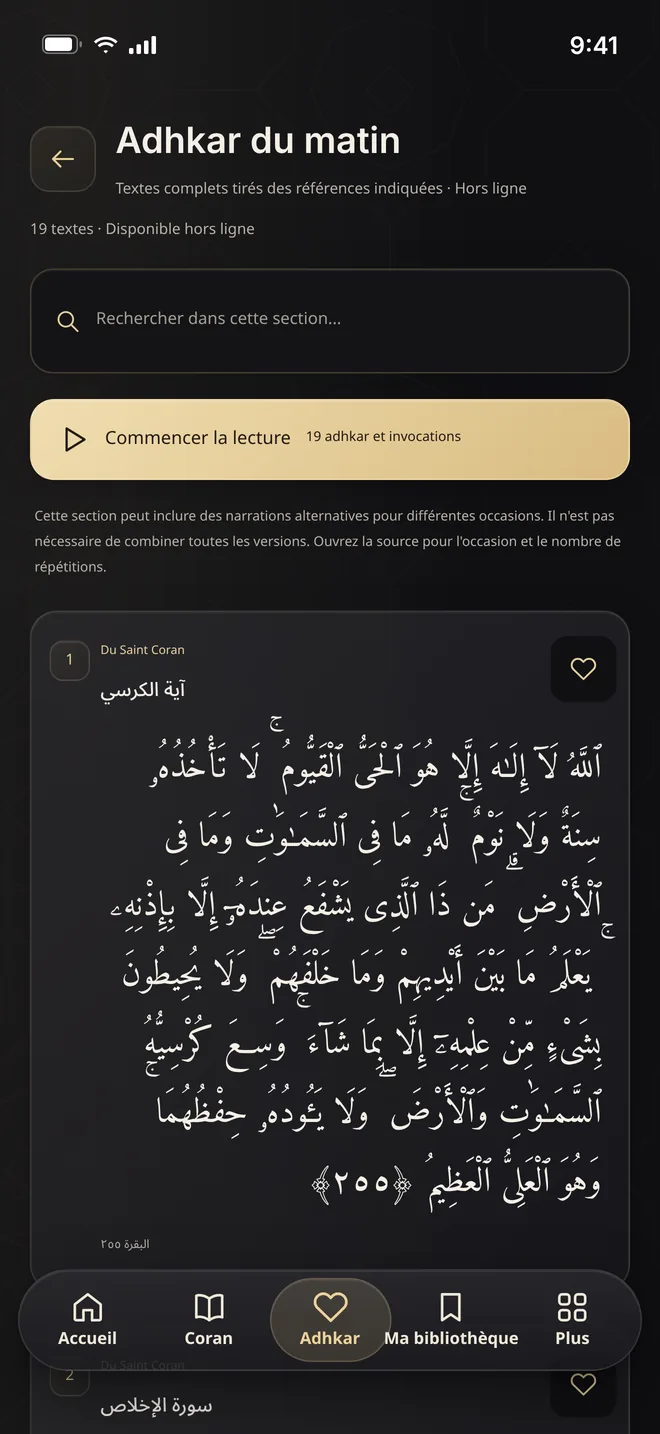 9:41
Adhkar du matin
Textes complets tirés des références indiquées · Hors ligne
19 textes · Disponible hors ligne
Rechercher dans cette section...
Commencer la lecture 19 adhkar et invocations
Cette section peut inclure des narrations alternatives pour différentes occasions. Il n'est pas
nécessaire de combiner toutes les versions. Ouvrez la source pour l'occasion et le nombre de
répétitions.
1
Du Saint Coran
آية الكرسي
ٱللَّهُ لَآ إِلَـٰهَ إِلَّا هُوَ ٱلْحَىُّ ٱلْقَيُّومُ ۚ لَا تَأْخُذُهُۥ
سِنَةٌ وَلَا نَوْمٌ ۚ لَّهُۥ مَا فِى ٱلسَّمَـٰوَٰتِ وَمَا فِى
ٱلْأَرْضِ ۗ مَن ذَا ٱلَّذِى يَشْفَعُ عِندَهُۥٓ إِلَّا بِإِذْنِهِۦ
ۚ يَعْلَمُ مَا بَيْنَ أَيْدِيهِمْ وَمَا خَلْفَهُمْ ۖ وَلَا يُحِيطُونَ
بِشَىْءٍ مِّنْ عِلْمِهِۦٓ إِلَّا بِمَا شَآءَ ۚ وَسِعَ كُرْسِيُّهُ
ٱلسَّمَـٰوَٰتِ وَٱلْأَرْضَ ۖ وَلَا يَـُٔودُهُۥ حِفْظُهُمَا ۚ
وَهُوَ ٱلْعَلِىُّ ٱلْعَظِيمُ ﴿٢٥٥﴾
البقرة ٢٥٥
Accueil Coran Adhkar Ma bibliothèque Plus
2
Du Saint Coran
سورة الإخلاص